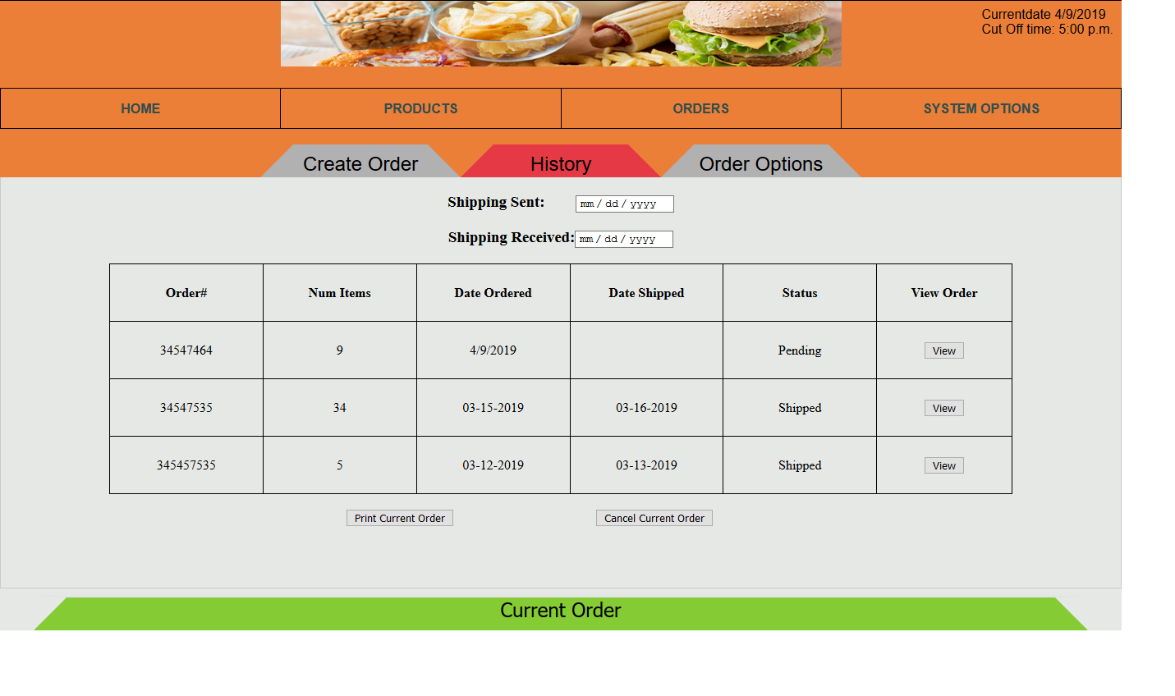 Currentdate 4/9/2019
Cut Off time: 5:00 p.m.
HOME PRODUCTS ORDERS SYSTEM OPTIONS
Create Order History Order Options
Shipping Sent: mm / dd / yyyy
Shipping Received: mm / dd / yyyy
Order# Num Items Date Ordered Date Shipped Status View Order
34547464 9 4/9/2019 Pending View
34547535 34 03-15-2019 03-16-2019 Shipped View
345457535 5 03-12-2019 03-13-2019 Shipped View
Print Current Order Cancel Current Order
Current Order